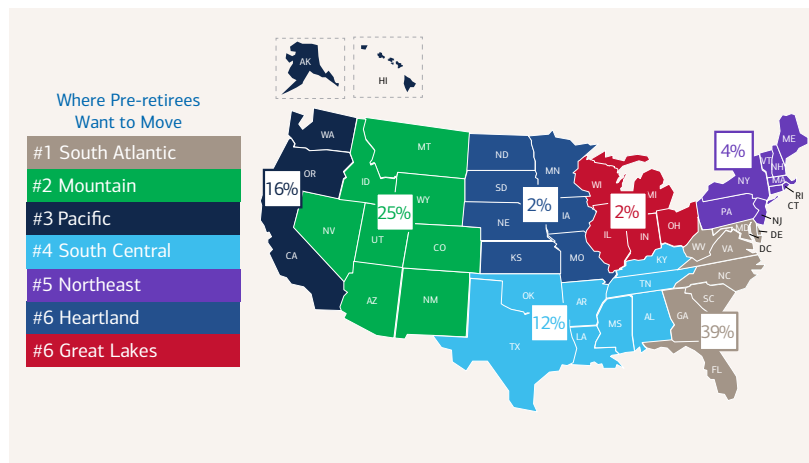 Where Pre-retirees
Want to Move
#1 South Atlantic
#2 Mountain
#3 Pacific
#4 South Central
#5 Northeast
#6 Heartland
#6 Great Lakes
AK
HI
WA
OR
CA
16%
MT
ID
WY
25%
NV
UT
CO
AZ
NM
ND
SD
NE
KS
MN
IA
MO
2%
WI
MI
IL
IN
OH
2%
OK
TX
AR
LA
MS
AL
TN
KY
12%
WV
VA
MD
NC
SC
GA
FL
39%
4%
ME
VT
NH
MA
NY
PA
RI
CT
NJ
DE
DC